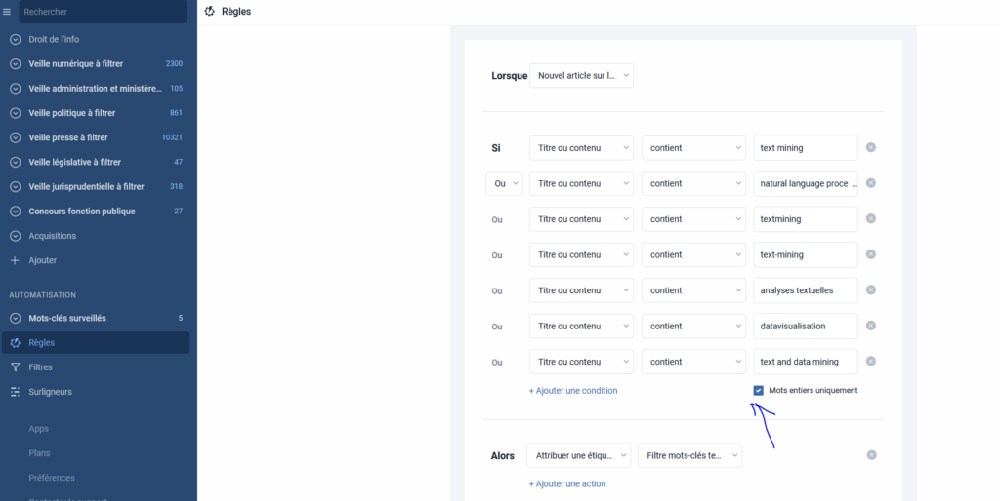 Rechercher
Règles
Droit de l'info
Veille numérique à filtrer 2300
Veille administration et ministère... 105
Veille politique à filtrer 861
Veille presse à filtrer 10321
Veille législative à filtrer 47
Veille jurisprudentielle à filtrer 318
Concours fonction publique 27
Acquisitions
Ajouter
AUTOMATISATION
Mots-clés surveillés 5
Règles
Filtres
Surligneurs
Apps
Plans
Préférences
Lorsque Nouvel article sur l...
Si Titre ou contenu contient text mining
Ou Titre ou contenu contient natural language proce ...
Ou Titre ou contenu contient textmining
Ou Titre ou contenu contient text-mining
Ou Titre ou contenu contient analyses textuelles
Ou Titre ou contenu contient datavisualisation
Ou Titre ou contenu contient text and data mining
+ Ajouter une condition Mots entiers uniquement
Alors Attribuer une étiqu... Filtre mots-clés te...
+ Ajouter une action